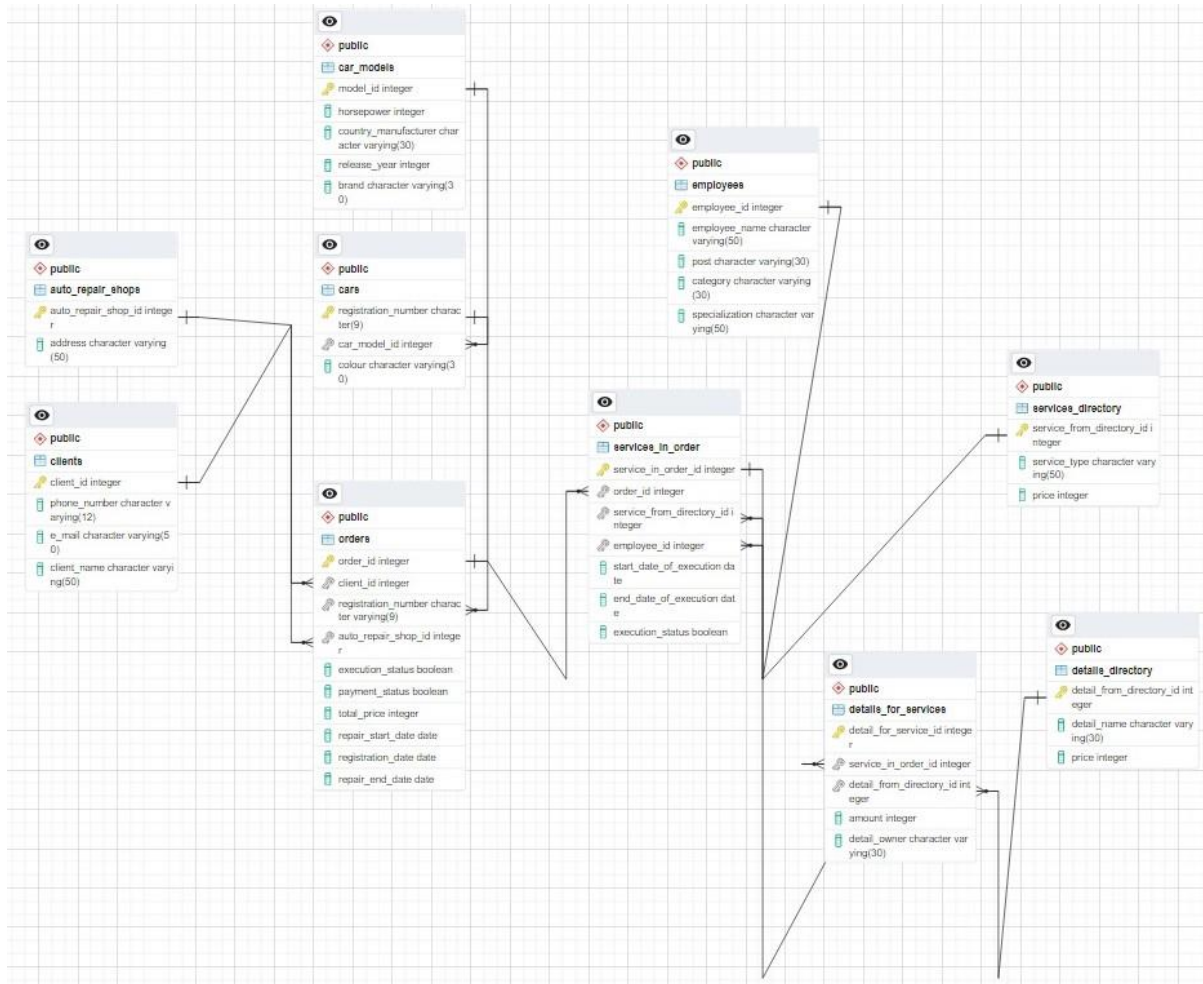 public
car_models
model_id integer
horsepower integer
country_manufacturer char
acter varying(30)
release_year integer
brand character varying(3
0)
public
employees
employee_id integer
employee_name character
varying(50)
post character varying(30)
category character varying
(30)
specialization character var
ying(50)
public
auto_repair_shops
auto_repair_shop_id intege
r
address character varying
(50)
public
cars
registration_number charac
ter(9)
car_model_id integer
colour character varying(3
0)
public
services_directory
service_from_directory_id i
nteger
service_type character vary
ing(50)
price integer
public
clients
client_id integer
phone_number character v
arying(12)
e_mail character varying(5
0)
client_name character varyi
ng(50)
public
services_in_order
service_in_order_id integer
order_id integer
service_from_directory_id i
nteger
employee_id integer
start_date_of_execution da
te
end_date_of_execution dat
e
execution_status boolean
public
orders
order_id integer
client_id integer
registration_number charac
ter varying(9)
auto_repair_shop_id intege
r
execution_status boolean
payment_status boolean
total_price integer
repair_start_date date
registration_date date
repair_end_date date
public
details_for_services
detail_for_service_id intege
r
service_in_order_id integer
detail_from_directory_id int
eger
amount integer
detail_owner character var
ying(30)
public
details_directory
detail_from_directory_id int
eger
detail_name character vary
ing(30)
price integer